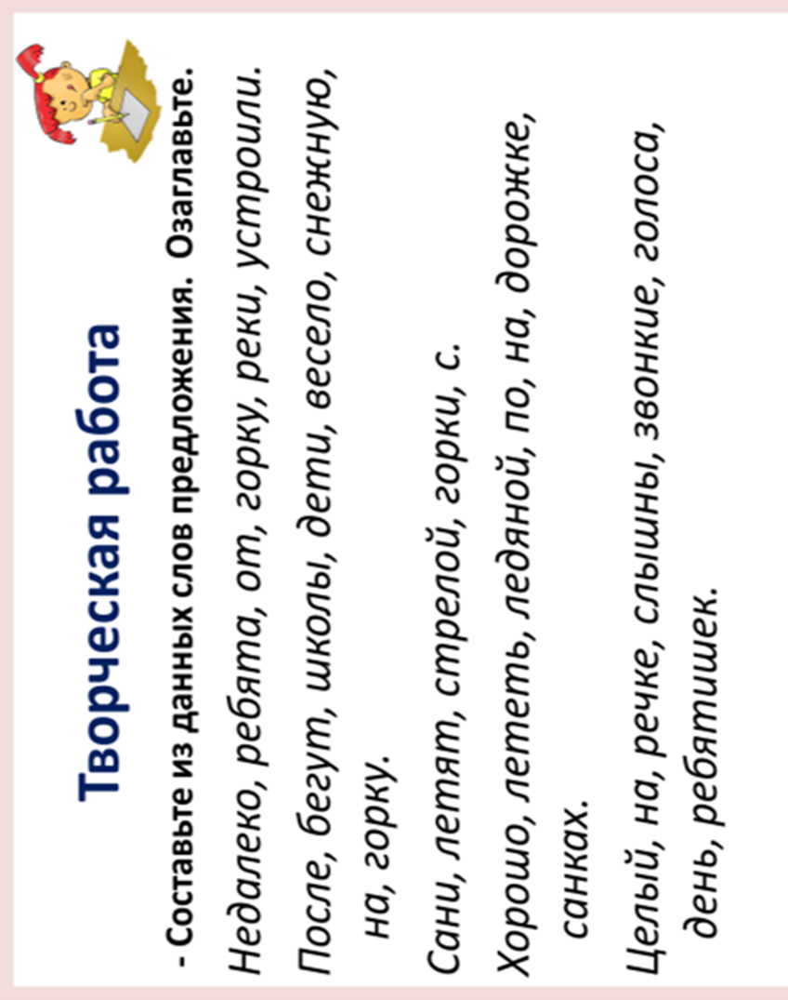 Творческая работа
- Составьте из данных слов предложения. Озаглавьте.
Недалеко, ребята, от, горку, реки, устроили.
После, бегут, школы, дети, весело, снежную,
на, горку.
Сани, летят, стрелой, горки, с.
Хорошо, лететь, ледяной, по, на, дорожке,
санках.
Целый, на, речке, слышны, звонкие, голоса,
день, ребятишек.